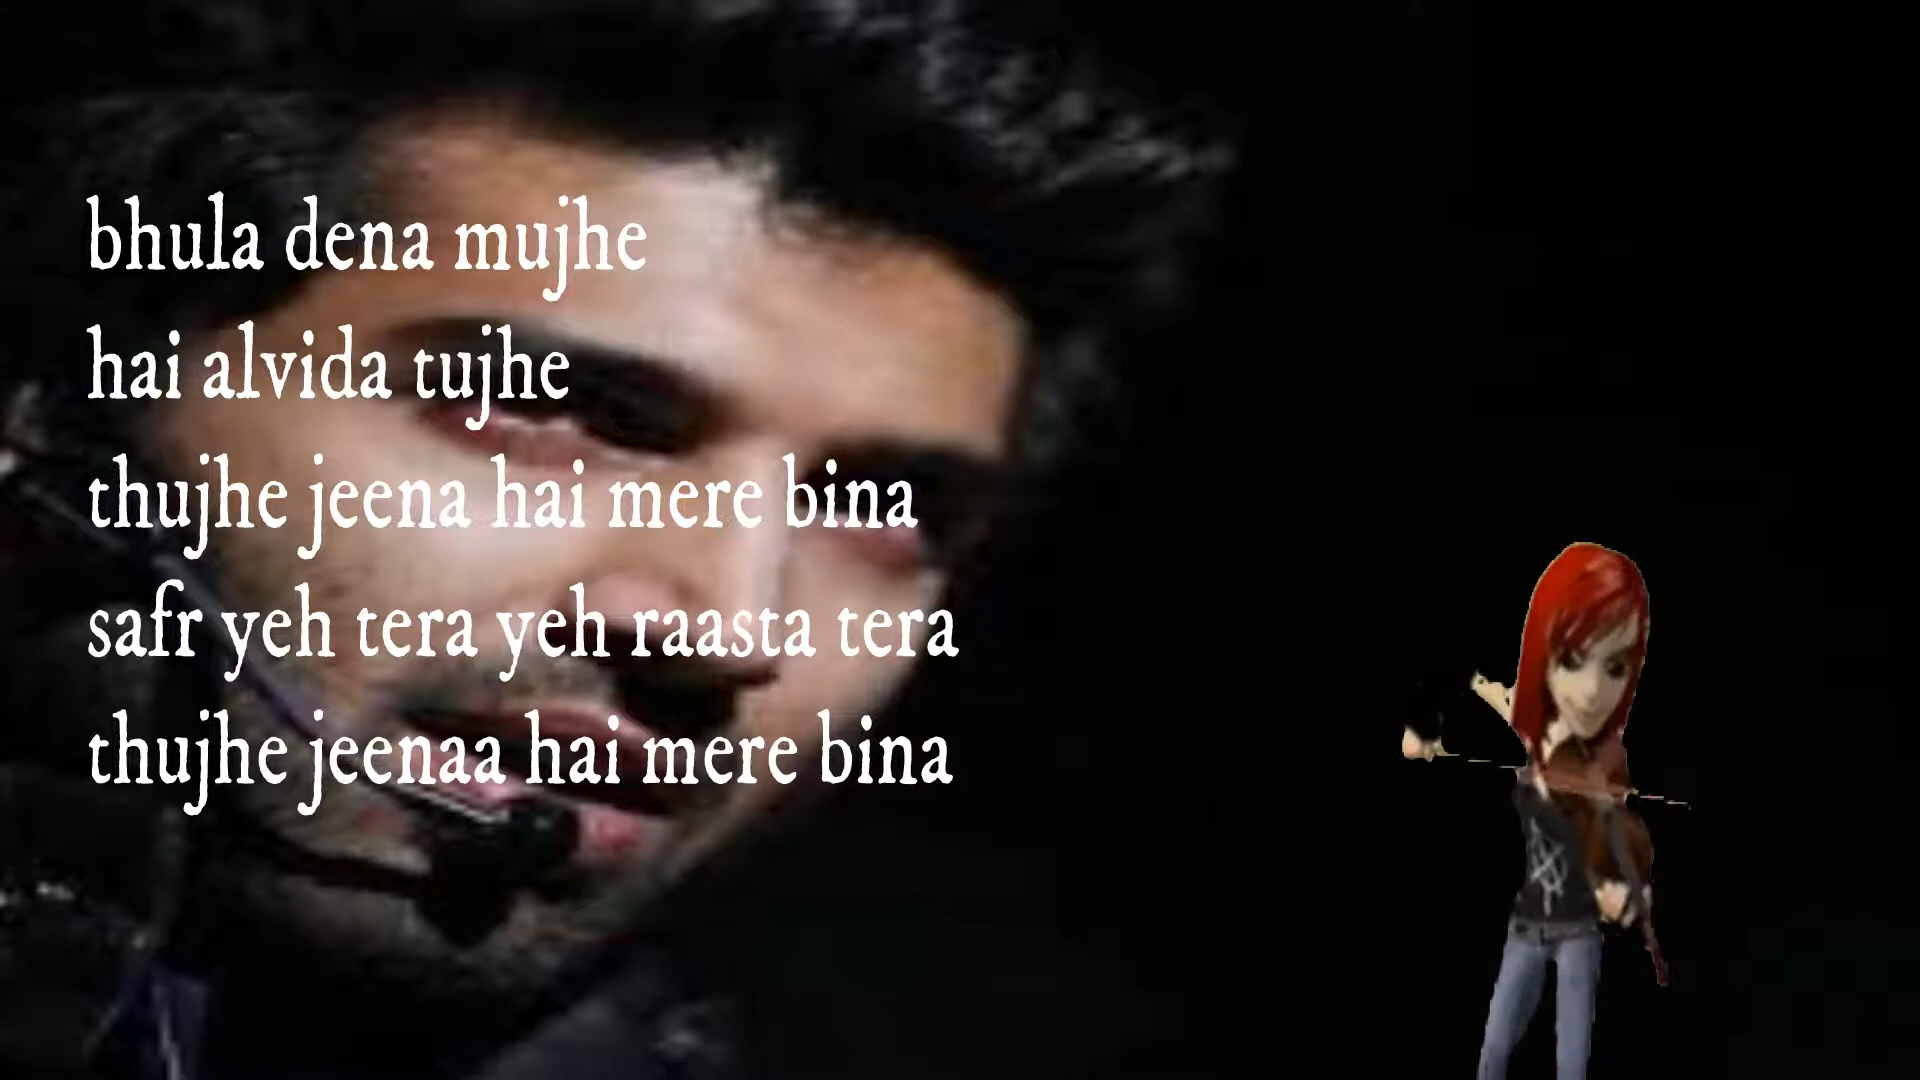 bhula dena mujhe
hai alvida tujhe
thujhe jeena hai mere bina
safr yeh tera yeh raasta tera
thujhe jeenaa hai mere bina